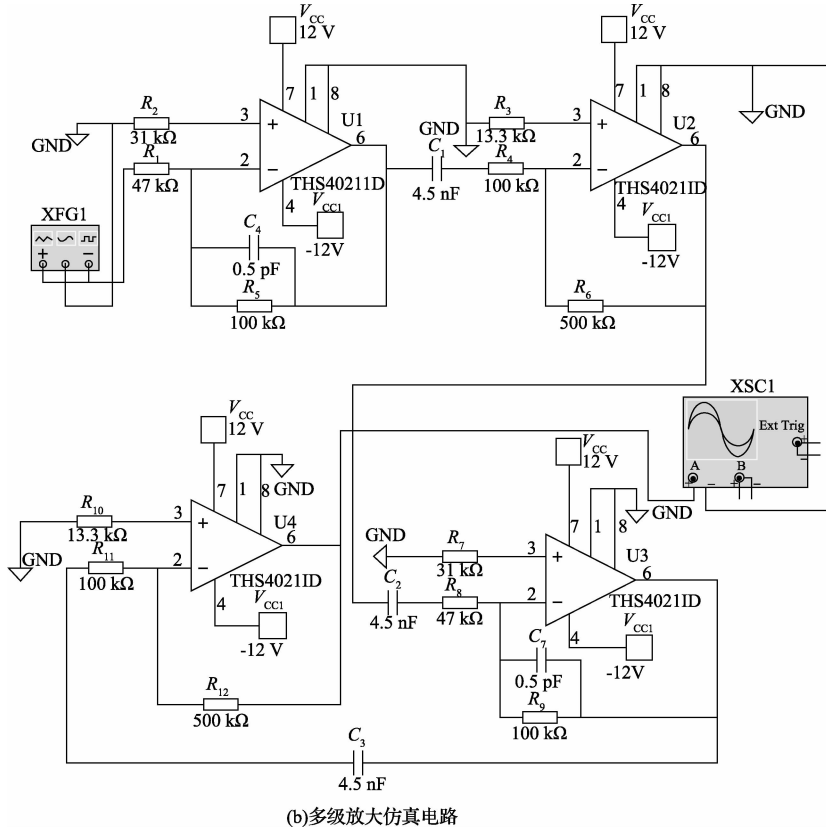 V_CC
12 V
7
1
8
R_2
3
U1
GND
31 kΩ
R_1
2
6
47 kΩ
THS40211D
4
V_CC1
-12V
XFG1
C_4
0.5 pF
R_5
100 kΩ
V_CC
12 V
7
1
8
GND
R_3
3
U2
GND
13.3 kΩ
C_1
R_4
2
6
4.5 nF
100 kΩ
THS4021ID
4
V_CC1
-12V
R_6
500 kΩ
XSC1
Ext Trig
A
B
V_CC
12 V
7
1
8
GND
R_10
3
U4
13.3 kΩ
6
GND
R_11
2
100 kΩ
THS4021ID
4
V_CC1
-12 V
R_12
500 kΩ
V_CC
12 V
7
1
8
GND
GND
R_7
3
U3
31 kΩ
C_2
R_8
2
6
4.5 nF
47 kΩ
THS4021ID
4
V_CC1
-12V
C_7
0.5 pF
R_9
100 kΩ
C_3
4.5 nF
(b)多级放大仿真电路